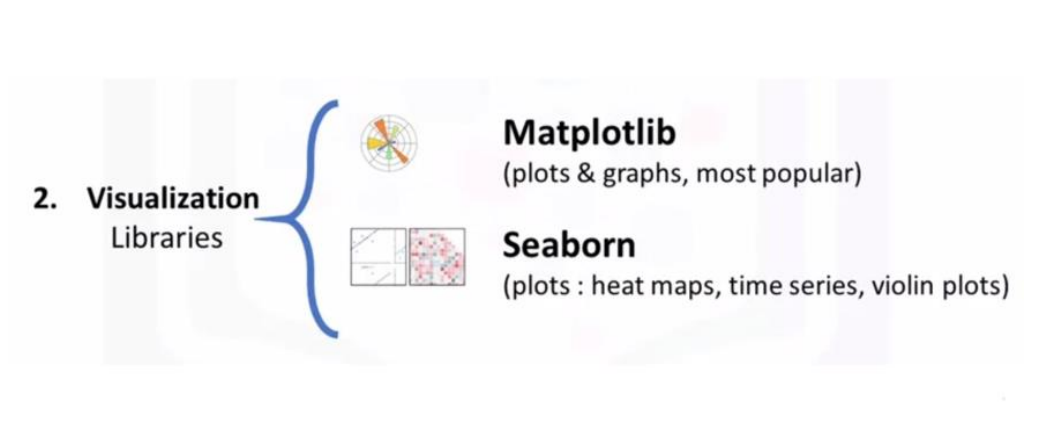 2. Visualization
Libraries
Matplotlib
(plots & graphs, most popular)
Seaborn
(plots : heat maps, time series, violin plots)